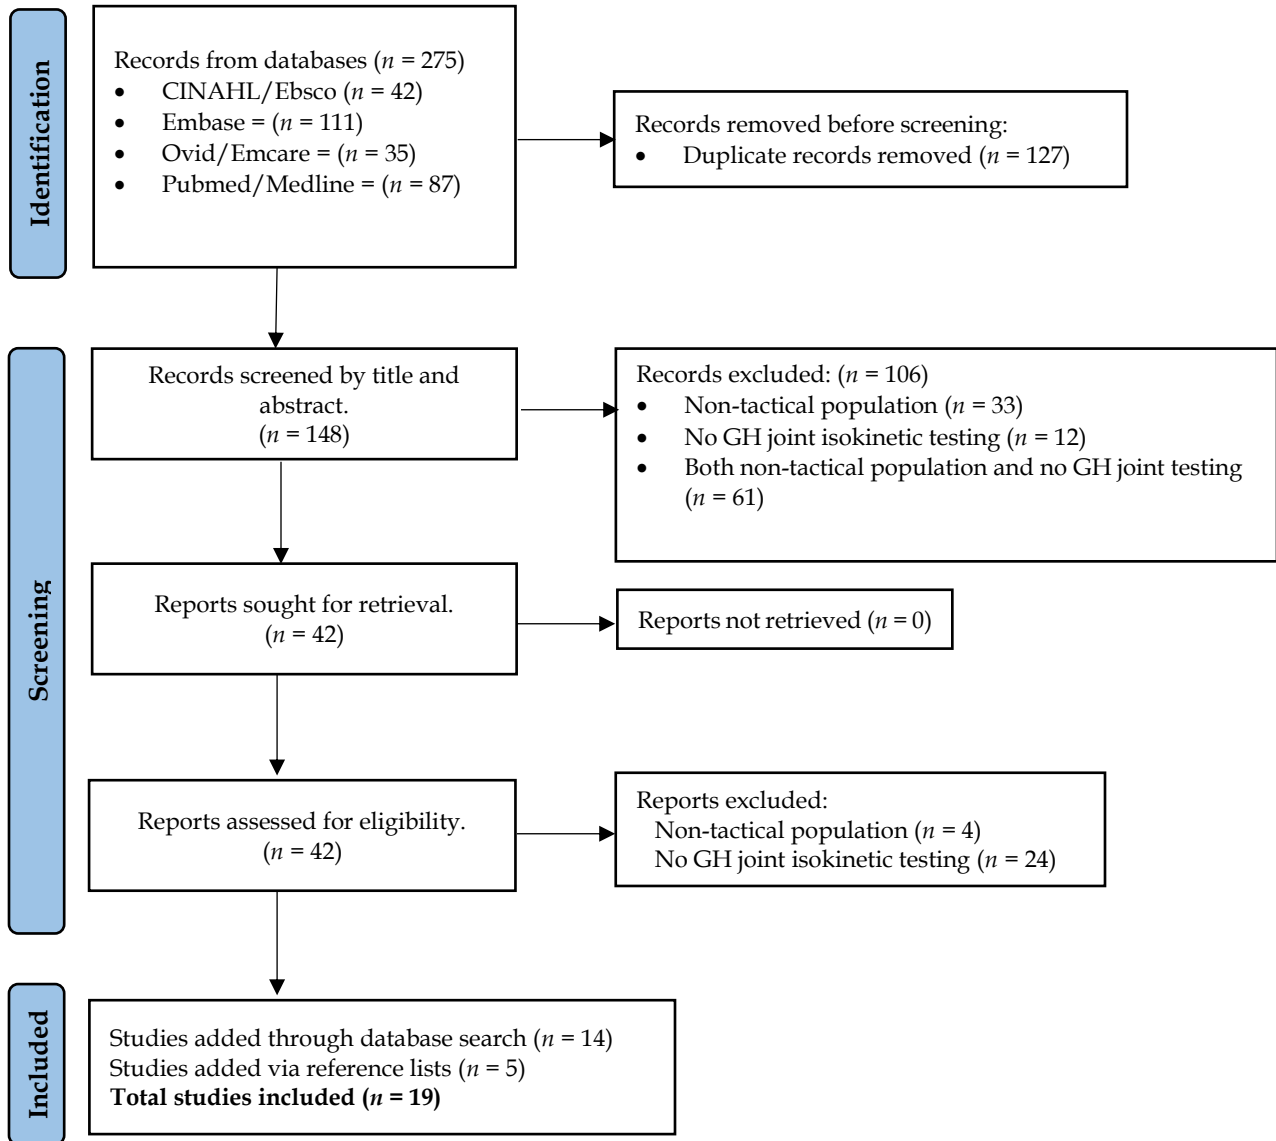 Identification
Records from databases (n = 275)
• CINAHL/Ebsco (n = 42)
• Embase = (n = 111)
• Ovid/Emcare = (n = 35)
• Pubmed/Medline = (n = 87)
Records removed before screening:
• Duplicate records removed (n = 127)
Screening
Records screened by title and
abstract.
(n = 148)
Records excluded: (n = 106)
• Non-tactical population (n = 33)
• No GH joint isokinetic testing (n = 12)
• Both non-tactical population and no GH joint testing
(n = 61)
Reports sought for retrieval.
(n = 42)
Reports not retrieved (n = 0)
Reports assessed for eligibility.
(n = 42)
Reports excluded:
Non-tactical population (n = 4)
No GH joint isokinetic testing (n = 24)
Included
Studies added through database search (n = 14)
Studies added via reference lists (n = 5)
Total studies included (n = 19)